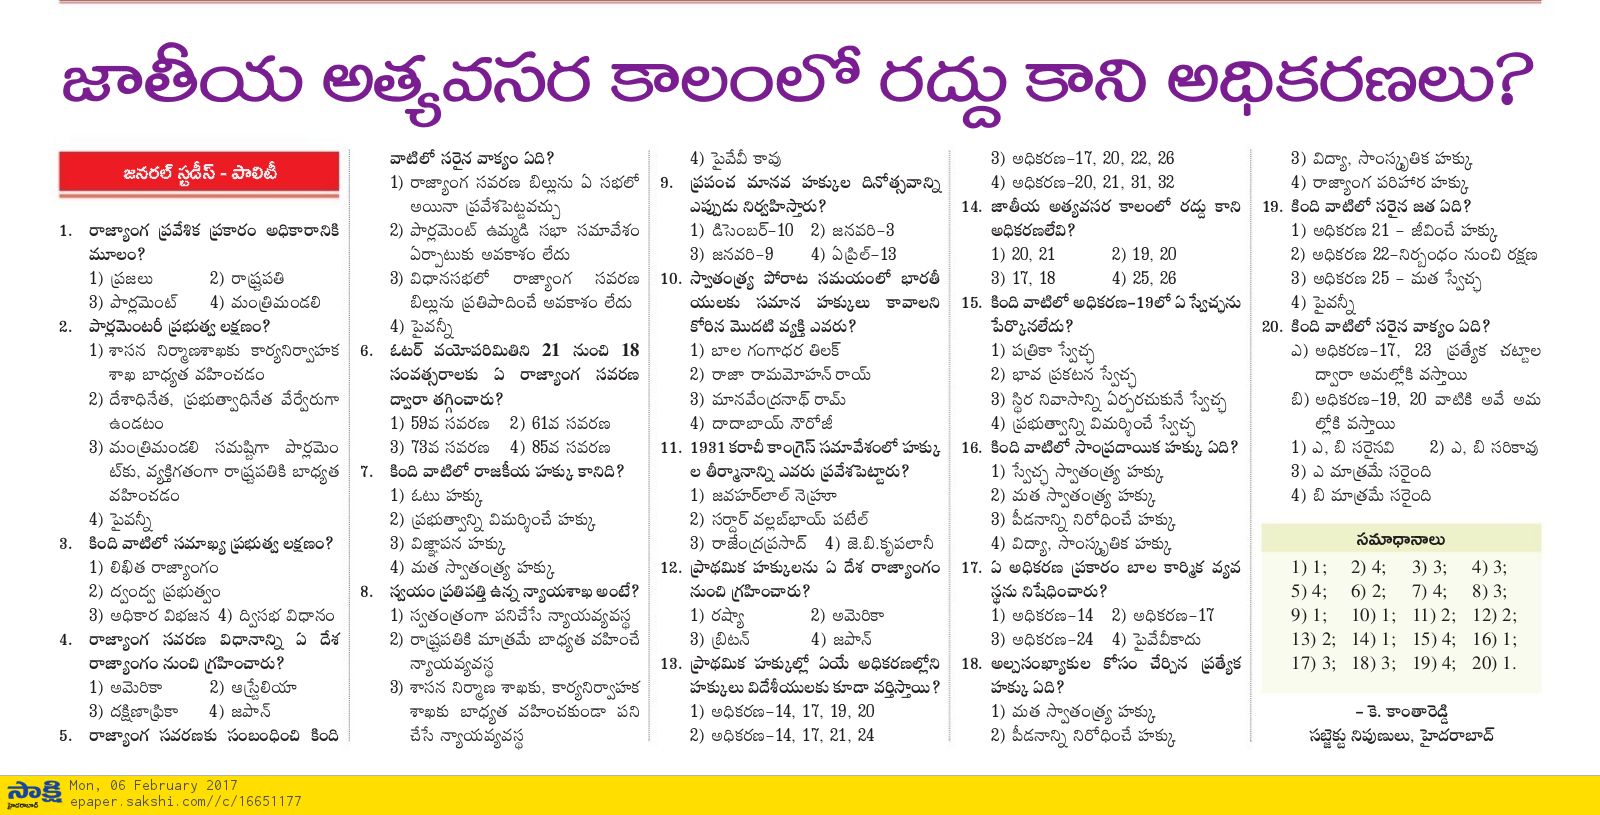 జాతీయ అత్యవసర కాలంలో రద్దు కాని అధికరణలు?
జనరల్ స్టడీస్ - పాలిటీ
1. రాజ్యాంగ ప్రవేశిక ప్రకారం అధికారానికి
మూలం?
1) ప్రజలు 2) రాష్ట్రపతి
3) పార్లమెంట్ 4) మంత్రిమండలి
2. పార్లమెంటరీ ప్రభుత్వ లక్షణం?
1) శాసన నిర్మాణశాఖకు కార్యనిర్వాహక
శాఖ బాధ్యత వహించడం
2) దేశాధినేత, ప్రభుత్వాధినేత వేర్వేరుగా
ఉండటం
3) మంత్రిమండలి సమష్టిగా పార్లమెం
ట్‌కు, వ్యక్తిగతంగా రాష్ట్రపతికి బాధ్యత
వహించడం
4) పైవన్నీ
3. కింది వాటిలో సమాఖ్య ప్రభుత్వ లక్షణం?
1) లిఖిత రాజ్యాంగం
2) ద్వంద్వ ప్రభుత్వం
3) అధికార విభజన 4) ద్విసభ విధానం
4. రాజ్యాంగ సవరణ విధానాన్ని ఏ దేశ
రాజ్యాంగం నుంచి గ్రహించారు?
1) అమెరికా 2) ఆస్ట్రేలియా
3) దక్షిణాఫ్రికా 4) జపాన్
5. రాజ్యాంగ సవరణకు సంబంధించి కింది
వాటిలో సరైన వాక్యం ఏది?
1) రాజ్యాంగ సవరణ బిల్లును ఏ సభలో
అయినా ప్రవేశపెట్టవచ్చు
2) పార్లమెంట్ ఉమ్మడి సభా సమావేశం
ఏర్పాటుకు అవకాశం లేదు
3) విధానసభలో రాజ్యాంగ సవరణ
బిల్లును ప్రతిపాదించే అవకాశం లేదు
4) పైవన్నీ
6. ఓటర్ వయోపరిమితిని 21 నుంచి 18
సంవత్సరాలకు ఏ రాజ్యాంగ సవరణ
ద్వారా తగ్గించారు?
1) 59వ సవరణ 2) 61వ సవరణ
3) 73వ సవరణ 4) 85వ సవరణ
7. కింది వాటిలో రాజకీయ హక్కు కానిది?
1) ఓటు హక్కు
2) ప్రభుత్వాన్ని విమర్శించే హక్కు
3) విజ్ఞాపన హక్కు
4) మత స్వాతంత్ర్య హక్కు
8. స్వయం ప్రతిపత్తి ఉన్న న్యాయశాఖ అంటే?
1) స్వతంత్రంగా పనిచేసే న్యాయవ్యవస్థ
2) రాష్ట్రపతికి మాత్రమే బాధ్యత వహించే
న్యాయవ్యవస్థ
3) శాసన నిర్మాణ శాఖకు, కార్యనిర్వాహక
శాఖకు బాధ్యత వహించకుండా పని
చేసే న్యాయవ్యవస్థ
4) పైవేవీ కావు
9. ప్రపంచ మానవ హక్కుల దినోత్సవాన్ని
ఎప్పుడు నిర్వహిస్తారు?
1) డిసెంబర్-10 2) జనవరి-3
3) జనవరి-9 4) ఏప్రిల్-13
10. స్వాతంత్ర్య పోరాట సమయంలో భారతీ
యులకు సమాన హక్కులు కావాలని
కోరిన మొదటి వ్యక్తి ఎవరు?
1) బాల గంగాధర తిలక్
2) రాజా రామమోహన్ రాయ్
3) మానవేంద్రనాథ్ రామ్
4) దాదాబాయ్ నౌరోజీ
11. 1931 కరాచీ కాంగ్రెస్ సమావేశంలో హక్కు
ల తీర్మానాన్ని ఎవరు ప్రవేశపెట్టారు?
1) జవహర్‌లాల్ నెహ్రూ
2) సర్దార్ వల్లభ్‌భాయ్ పటేల్
3) రాజేంద్రప్రసాద్ 4) జె.బి.కృపలానీ
12. ప్రాథమిక హక్కులను ఏ దేశ రాజ్యాంగం
నుంచి గ్రహించారు?
1) రష్యా 2) అమెరికా
3) బ్రిటన్ 4) జపాన్
13. ప్రాథమిక హక్కుల్లో ఏయే అధికరణల్లోని
హక్కులు విదేశీయులకు కూడా వర్తిస్తాయి?
1) అధికరణ-14, 17, 19, 20
2) అధికరణ-14, 17, 21, 24
3) అధికరణ-17, 20, 22, 26
4) అధికరణ-20, 21, 31, 32
14. జాతీయ అత్యవసర కాలంలో రద్దు కాని
అధికరణలేవి?
1) 20, 21 2) 19, 20
3) 17, 18 4) 25, 26
15. కింది వాటిలో అధికరణ-19లో ఏ స్వేచ్ఛను
పేర్కొనలేదు?
1) పత్రికా స్వేచ్ఛ
2) భావ ప్రకటన స్వేచ్ఛ
3) స్థిర నివాసాన్ని ఏర్పరచుకునే స్వేచ్ఛ
4) ప్రభుత్వాన్ని విమర్శించే స్వేచ్ఛ
16. కింది వాటిలో సాంప్రదాయిక హక్కు ఏది?
1) స్వేచ్ఛ స్వాతంత్ర్య హక్కు
2) మత స్వాతంత్ర్య హక్కు
3) పీడనాన్ని నిరోధించే హక్కు
4) విద్యా, సాంస్కృతిక హక్కు
17. ఏ అధికరణ ప్రకారం బాల కార్మిక వ్యవ
స్థను నిషేధించారు?
1) అధికరణ-14 2) అధికరణ-17
3) అధికరణ-24 4) పైవేవీకాదు
18. అల్పసంఖ్యాకుల కోసం చేర్చిన ప్రత్యేక
హక్కు ఏది?
1) మత స్వాతంత్ర్య హక్కు
2) పీడనాన్ని నిరోధించే హక్కు
3) విద్యా, సాంస్కృతిక హక్కు
4) రాజ్యాంగ పరిహార హక్కు
19. కింది వాటిలో సరైన జత ఏది?
1) అధికరణ 21 - జీవించే హక్కు
2) అధికరణ 22-నిర్బంధం నుంచి రక్షణ
3) అధికరణ 25 - మత స్వేచ్ఛ
4) పైవన్నీ
20. కింది వాటిలో సరైన వాక్యం ఏది?
ఎ) అధికరణ-17, 23 ప్రత్యేక చట్టాల
ద్వారా అమల్లోకి వస్తాయి
బి) అధికరణ-19, 20 వాటికి అవే అమ
ల్లోకి వస్తాయి
1) ఎ, బి సరైనవి 2) ఎ, బి సరికావు
3) ఎ మాత్రమే సరైంది
4) బి మాత్రమే సరైంది
సమాధానాలు
1) 1; 2) 4; 3) 3; 4) 3;
5) 4; 6) 2; 7) 4; 8) 3;
9) 1; 10) 1; 11) 2; 12) 2;
13) 2; 14) 1; 15) 4; 16) 1;
17) 3; 18) 3; 19) 4; 20) 1.
- కె. కాంతారెడ్డి
సబ్జెక్టు నిపుణులు, హైదరాబాద్
సాక్షి
హైదరాబాద్
Mon, 06 February 2017
epaper.sakshi.com//c/16651177